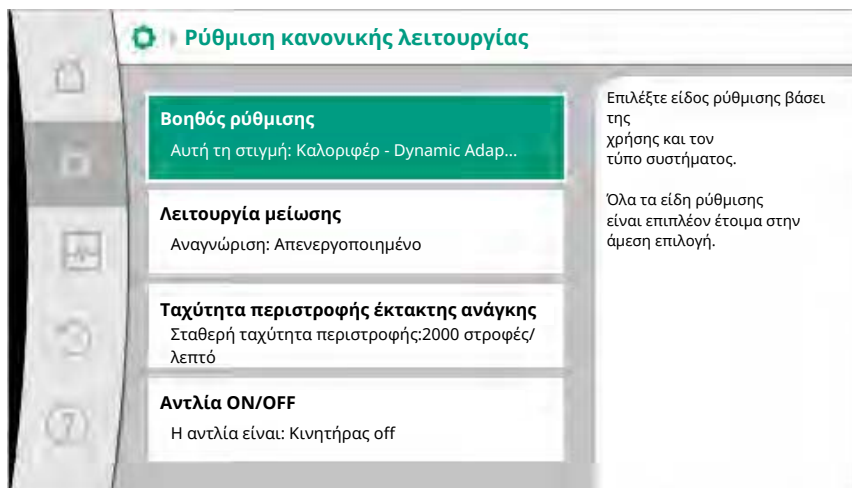 Ρύθμιση κανονικής λειτουργίας
Βοηθός ρύθμισης
Αυτή τη στιγμή: Καλοριφέρ - Dynamic Adap...
Λειτουργία μείωσης
Αναγνώριση: Απενεργοποιημένο
Ταχύτητα περιστροφής έκτακτης ανάγκης
Σταθερή ταχύτητα περιστροφής:2000 στροφές/
λεπτό
Αντλία ON/OFF
Η αντλία είναι: Κινητήρας off
Επιλέξτε είδος ρύθμισης βάσει
της
χρήσης και τον
τύπο συστήματος.
Όλα τα είδη ρύθμισης
είναι επιπλέον έτοιμα στην
άμεση επιλογή.